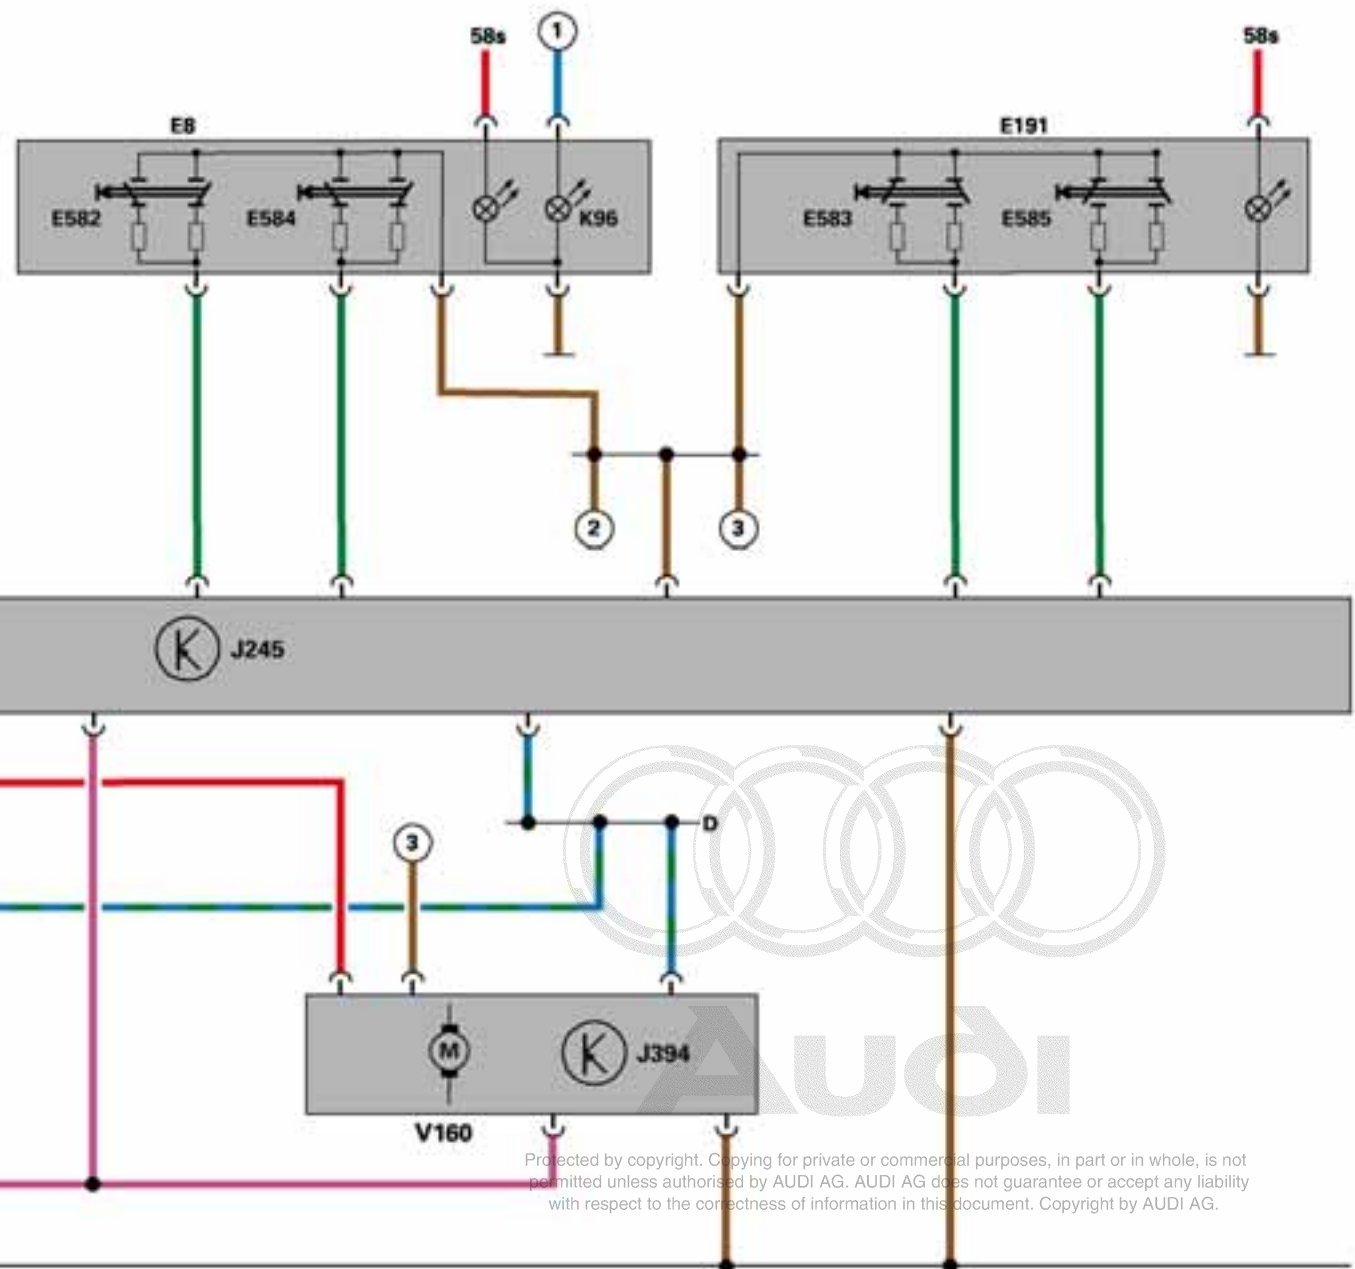 58s
1
58s
E8
E191
E582
E584
K96
E583
E585
2
3
J245
D
3
M
J394
V160
Audi
Protected by copyright. Copying for private or commercial purposes, in part or in whole, is not
permitted unless authorised by AUDI AG. AUDI AG does not guarantee or accept any liability
with respect to the correctness of information in this document. Copyright by AUDI AG.